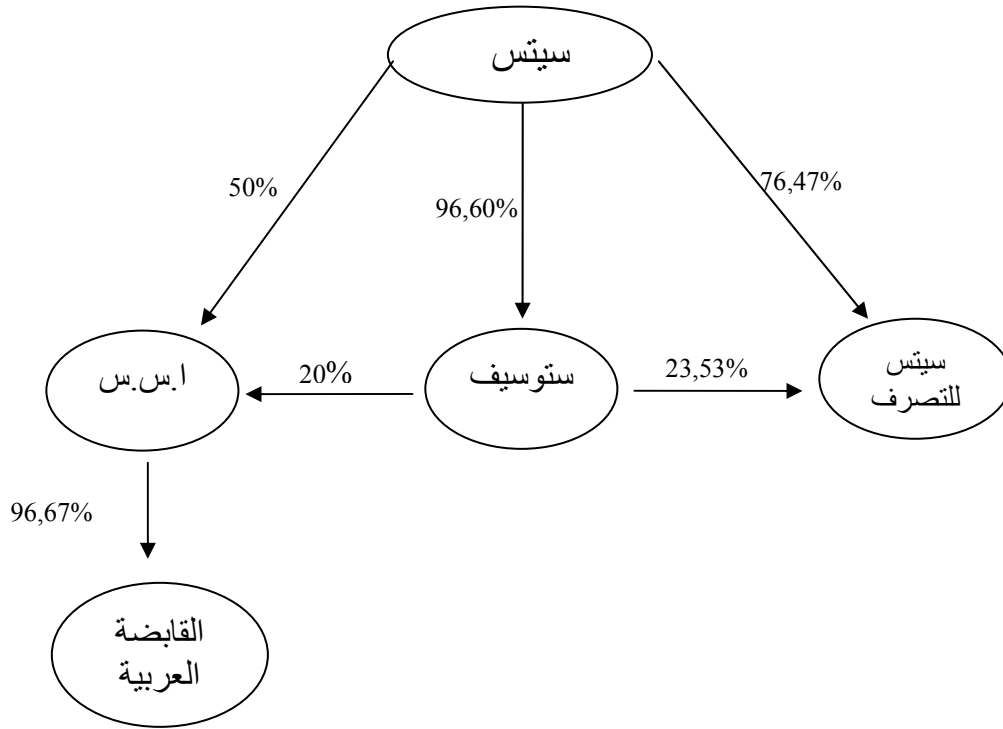 سيتس
50%
96,60%
76,47%
ا.س.س
20%
ستوسيف
23,53%
سيتس
للتصرف
96,67%
القابضة
العربية